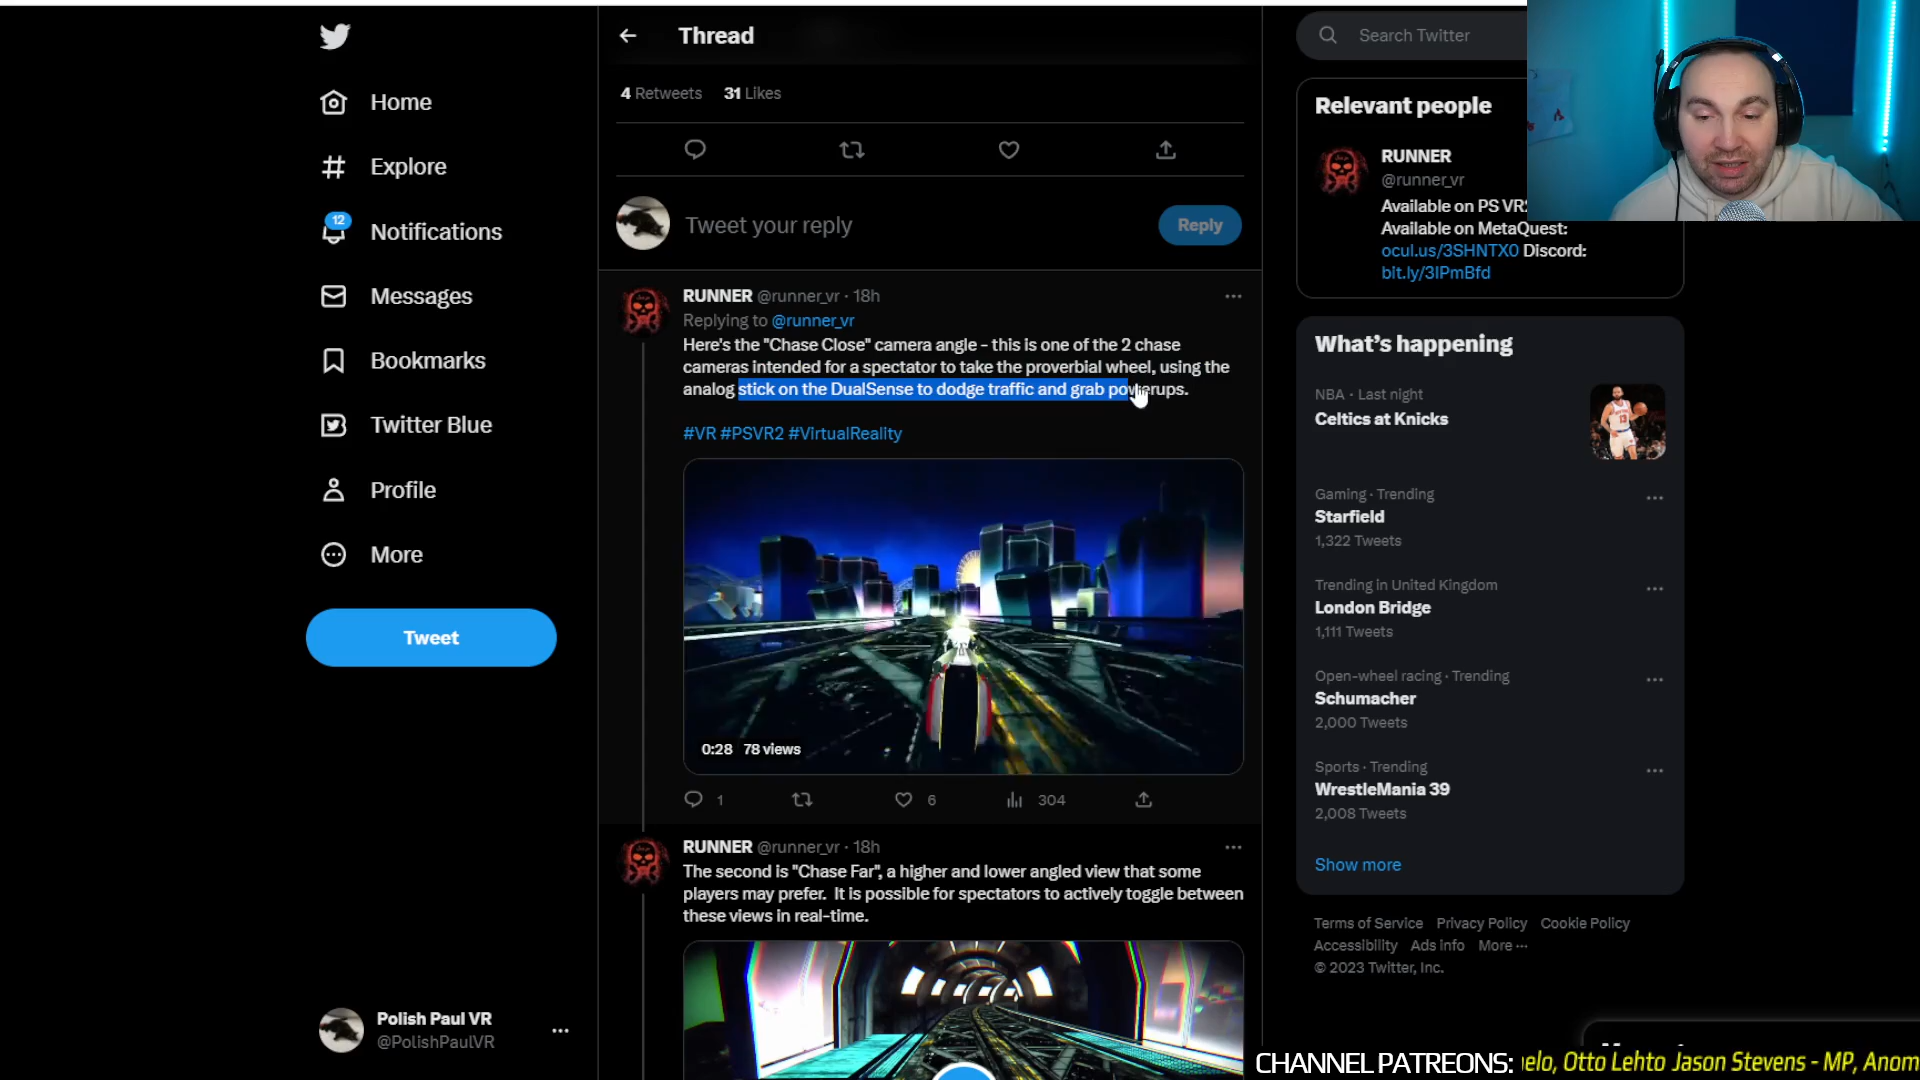 Home
Explore
12
Notifications
Messages
Bookmarks
Twitter Blue
Profile
More
Tweet
Polish Paul VR
@PolishPaulVR
Thread
4 Retweets 31 Likes
Tweet your reply
Reply
RUNNER @runner_vr · 18h
Replying to @runner_vr
Here's the "Chase Close" camera angle - this is one of the 2 chase
cameras intended for a spectator to take the proverbial wheel, using the
analog stick on the DualSense to dodge traffic and grab powerups.
#VR #PSVR2 #VirtualReality
0:28 78 views
1 6 304
RUNNER @runner_vr · 18h
The second is "Chase Far", a higher and lower angled view that some
players may prefer. It is possible for spectators to actively toggle between
these views in real-time.
Search Twitter
Relevant people
RUNNER
@runner_vr
Available on PS VR
Available on MetaQuest:
ocul.us/3SHNTX0 Discord:
bit.ly/3IPmBfd
What's happening
NBA · Last night
Celtics at Knicks
Gaming · Trending
Starfield
1,322 Tweets
Trending in United Kingdom
London Bridge
1,111 Tweets
Open-wheel racing · Trending
Schumacher
2,000 Tweets
Sports · Trending
WrestleMania 39
2,008 Tweets
Show more
Terms of Service Privacy Policy Cookie Policy
Accessibility Ads info More ···
© 2023 Twitter, Inc.
CHANNEL PATREONS: elo, Otto Lehto Jason Stevens - MP, Anom